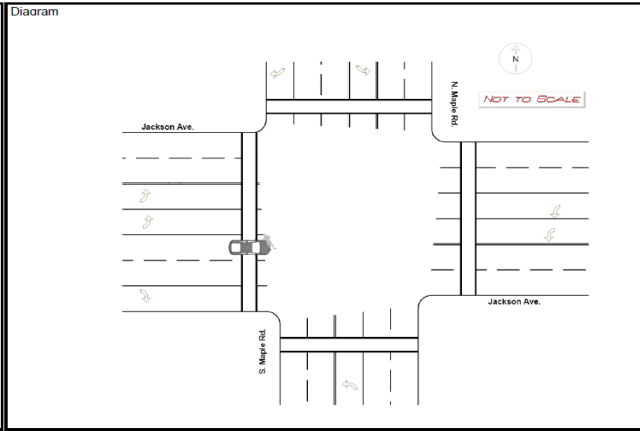 Diagram
N
NOT TO SCALE
N. Maple Rd.
Jackson Ave.
Jackson Ave.
S. Maple Rd.